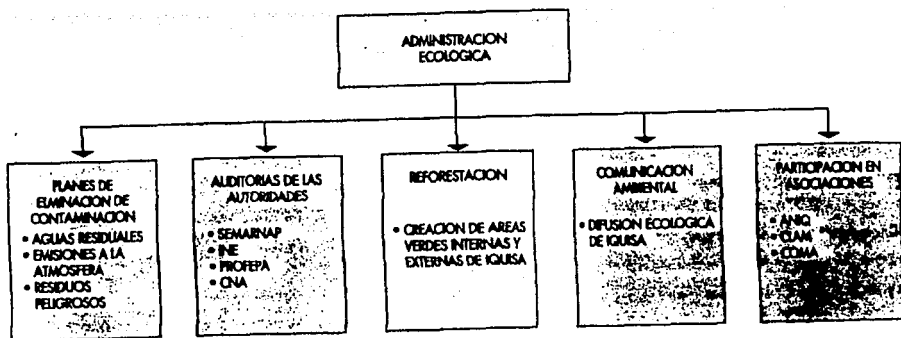 ADMINISTRACION
ECOLOGICA
PLANES DE
ELIMINACION DE
CONTAMINACION
• AGUAS RESIDUALES
• EMISIONES A LA
ATMOSFERA
• RESIDUOS
PELIGROSOS
AUDITORIAS DE LAS
AUTORIDADES
• SEMARNAP
• INE
• PROFEPA
• CNA
REFORESTACION
• CREACION DE AREAS
VERDES INTERNAS Y
EXTERNAS DE IQUISA
COMUNICACION
AMBIENTAL
• DIFUSION ECOLOGICA
DE IQUISA
PARTICIPACION EN
ASOCIACIONES
• ANIQ
• CLAM
• COMA